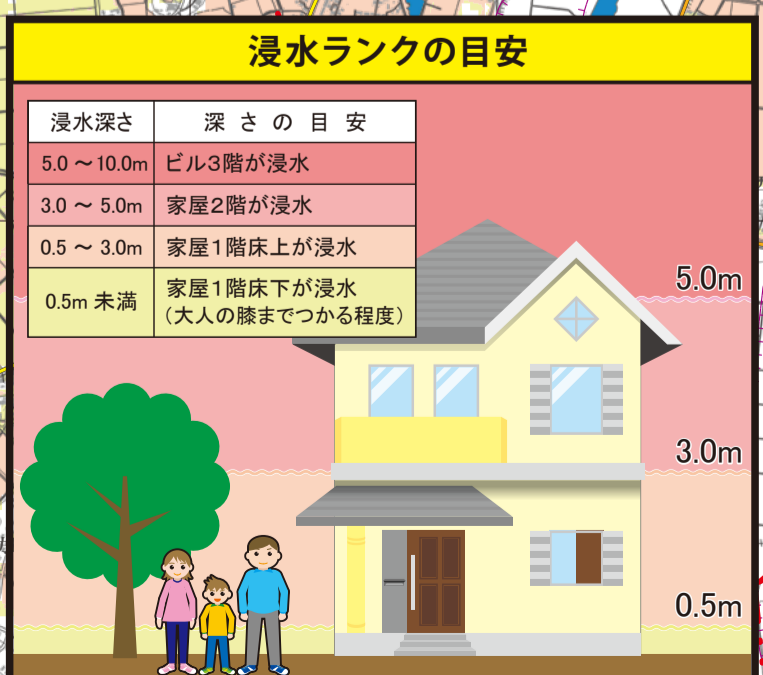 浸水ランクの目安
浸水深さ 深さの目安
5.0～10.0m ビル3階が浸水
3.0～5.0m 家屋2階が浸水
0.5～3.0m 家屋1階床上が浸水
0.5m 未満 家屋1階床下が浸水
（大人の膝までつかる程度）
5.0m
3.0m
0.5m